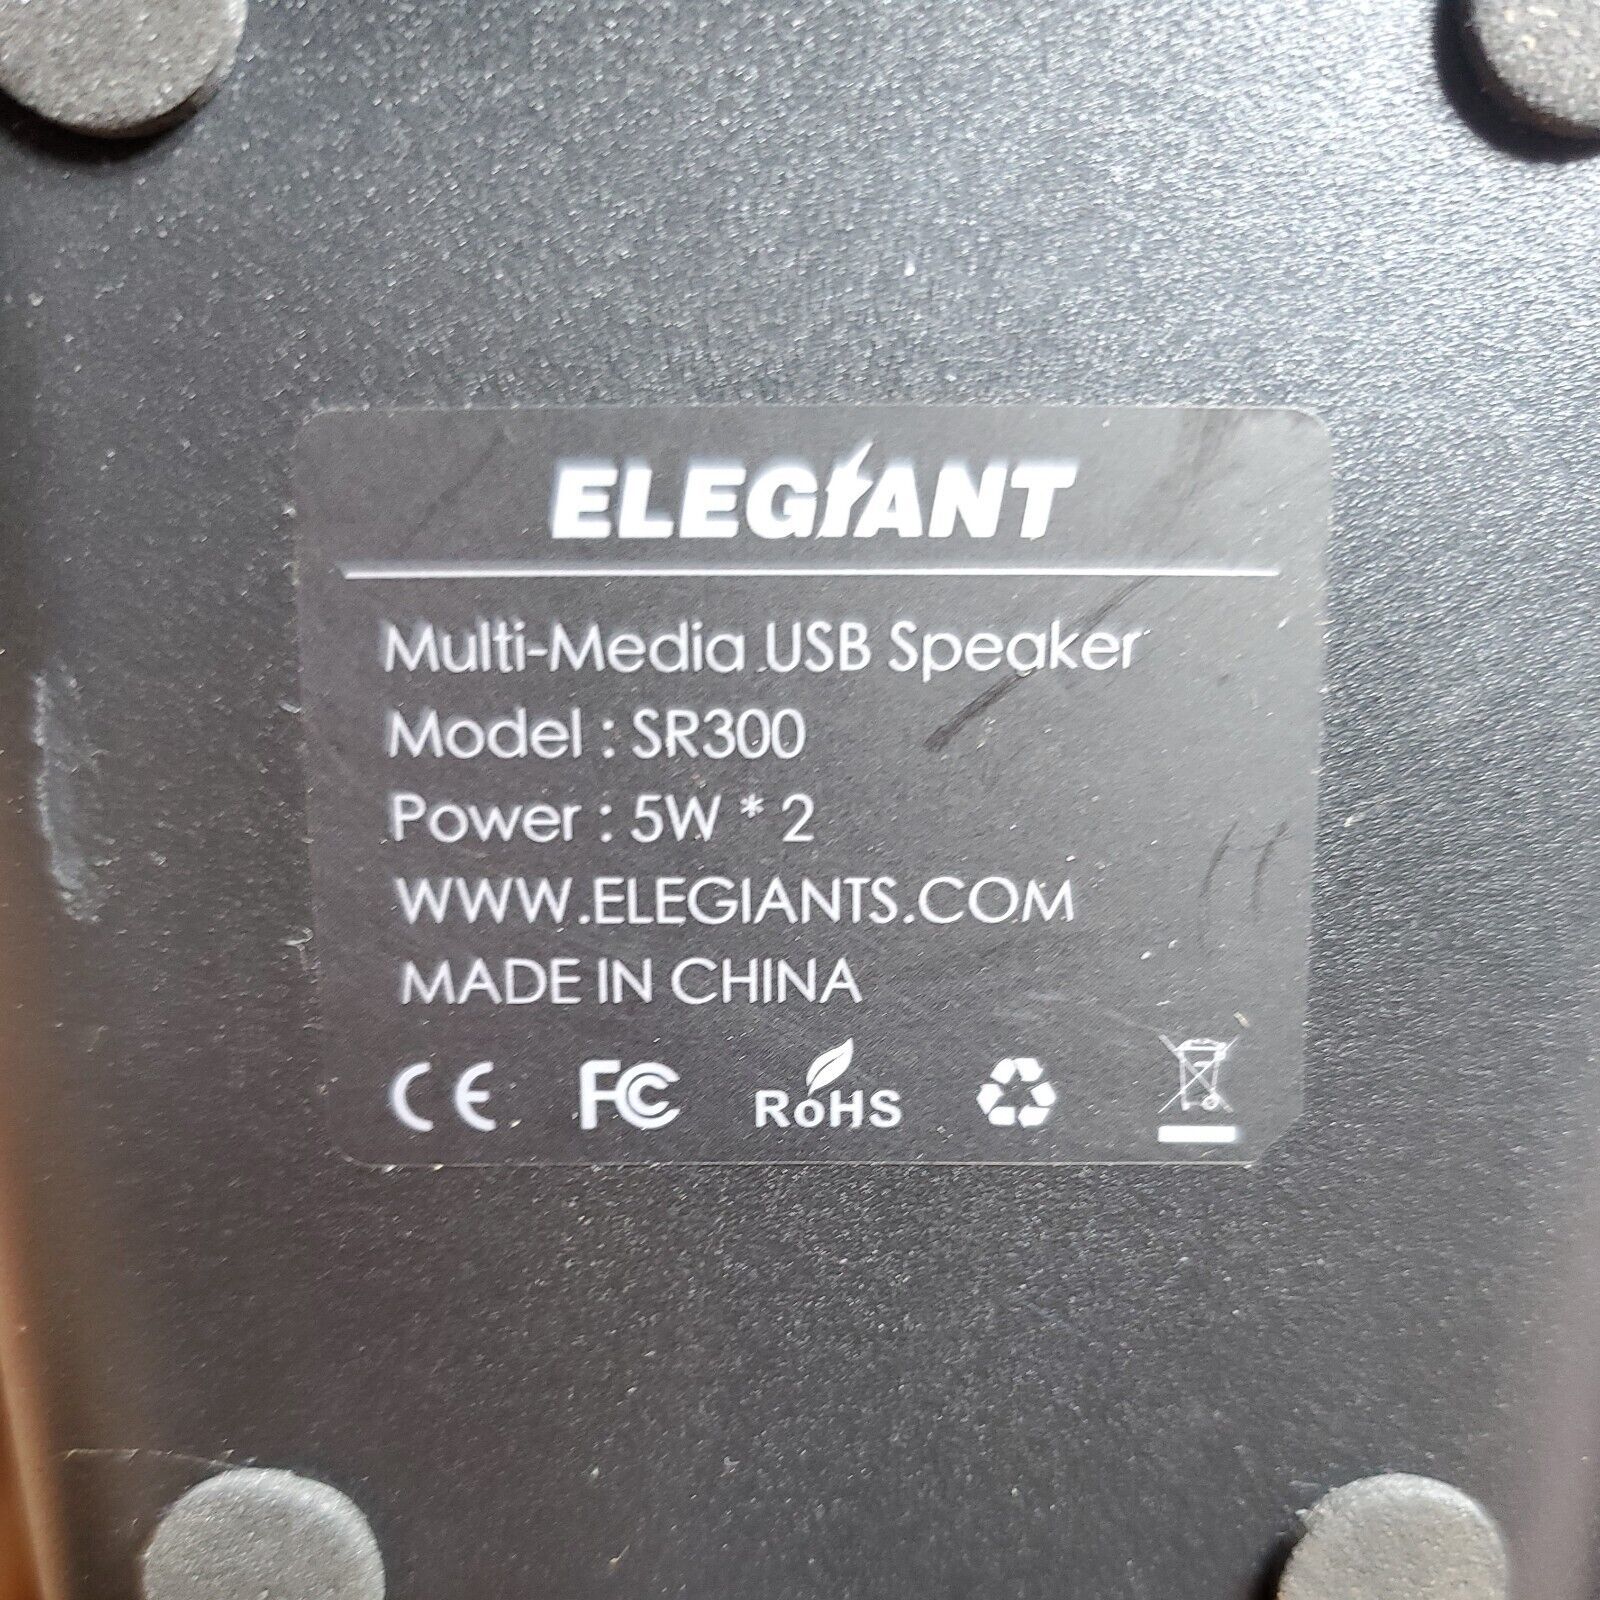 ELEGIANT
Multi-Media USB Speaker
Model : SR300
Power : 5W * 2
WWW.ELEGIANTS.COM
MADE IN CHINA
CE FC RoHS